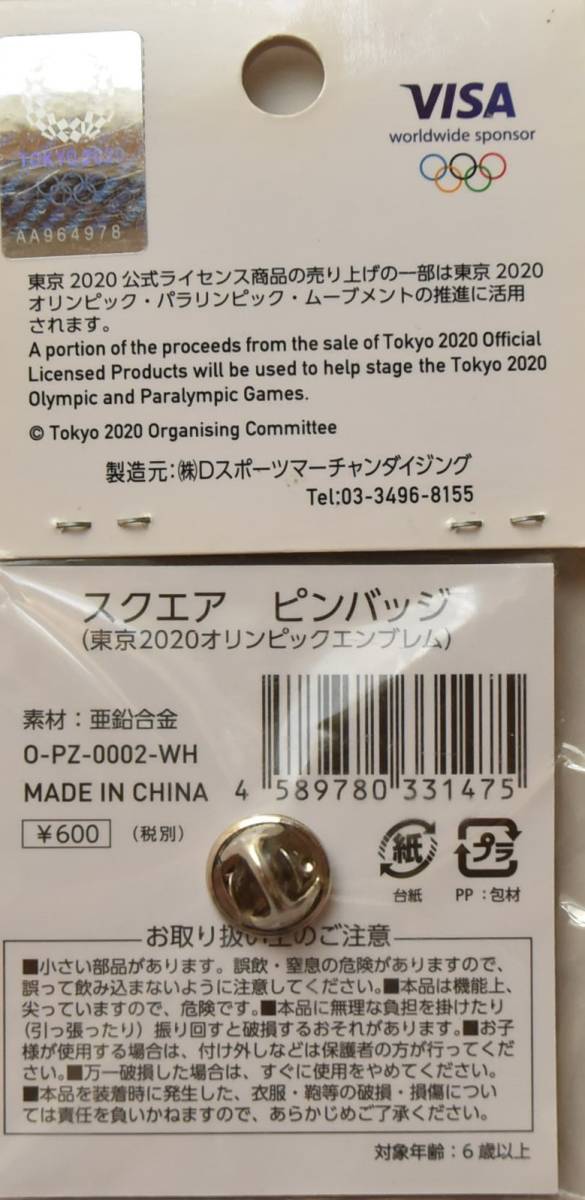 TOKYO 2020
AA964978
VISA
worldwide sponsor
東京 2020 公式ライセンス商品の売り上げの一部は東京 2020
オリンピック・パラリンピック・ムーブメントの推進に活用
されます。
A portion of the proceeds from the sale of Tokyo 2020 Official
Licensed Products will be used to help stage the Tokyo 2020
Olympic and Paralympic Games.
© Tokyo 2020 Organising Committee
製造元:㈱Dスポーツマーチャンダイジング
Tel:03-3496-8155
スクエア ピンバッジ
(東京2020オリンピックエンブレム)
素材:亜鉛合金
O-PZ-0002-WH
MADE IN CHINA
4 589780 331475
¥600 (税別)
紙 プラ
台紙 PP:包材
お取り扱い上のご注意
■小さい部品があります。誤飲・窒息の危険がありますので、
誤って飲み込まないように注意してください。■本品は機能上、
尖っていますので、危険です。■本品に無理な負担を掛けたり
(引っ張ったり) 振り回すと破損するおそれがあります。■お子
様が使用する場合は、付け外しなどは保護者の方が行ってくだ
さい。■万一破損した場合は、すぐに使用をやめてください。
■本品を装着時に発生した、衣服・鞄等の破損・損傷につい
ては責任を負いかねますので、あらかじめご了承ください。
対象年齢:6歳以上